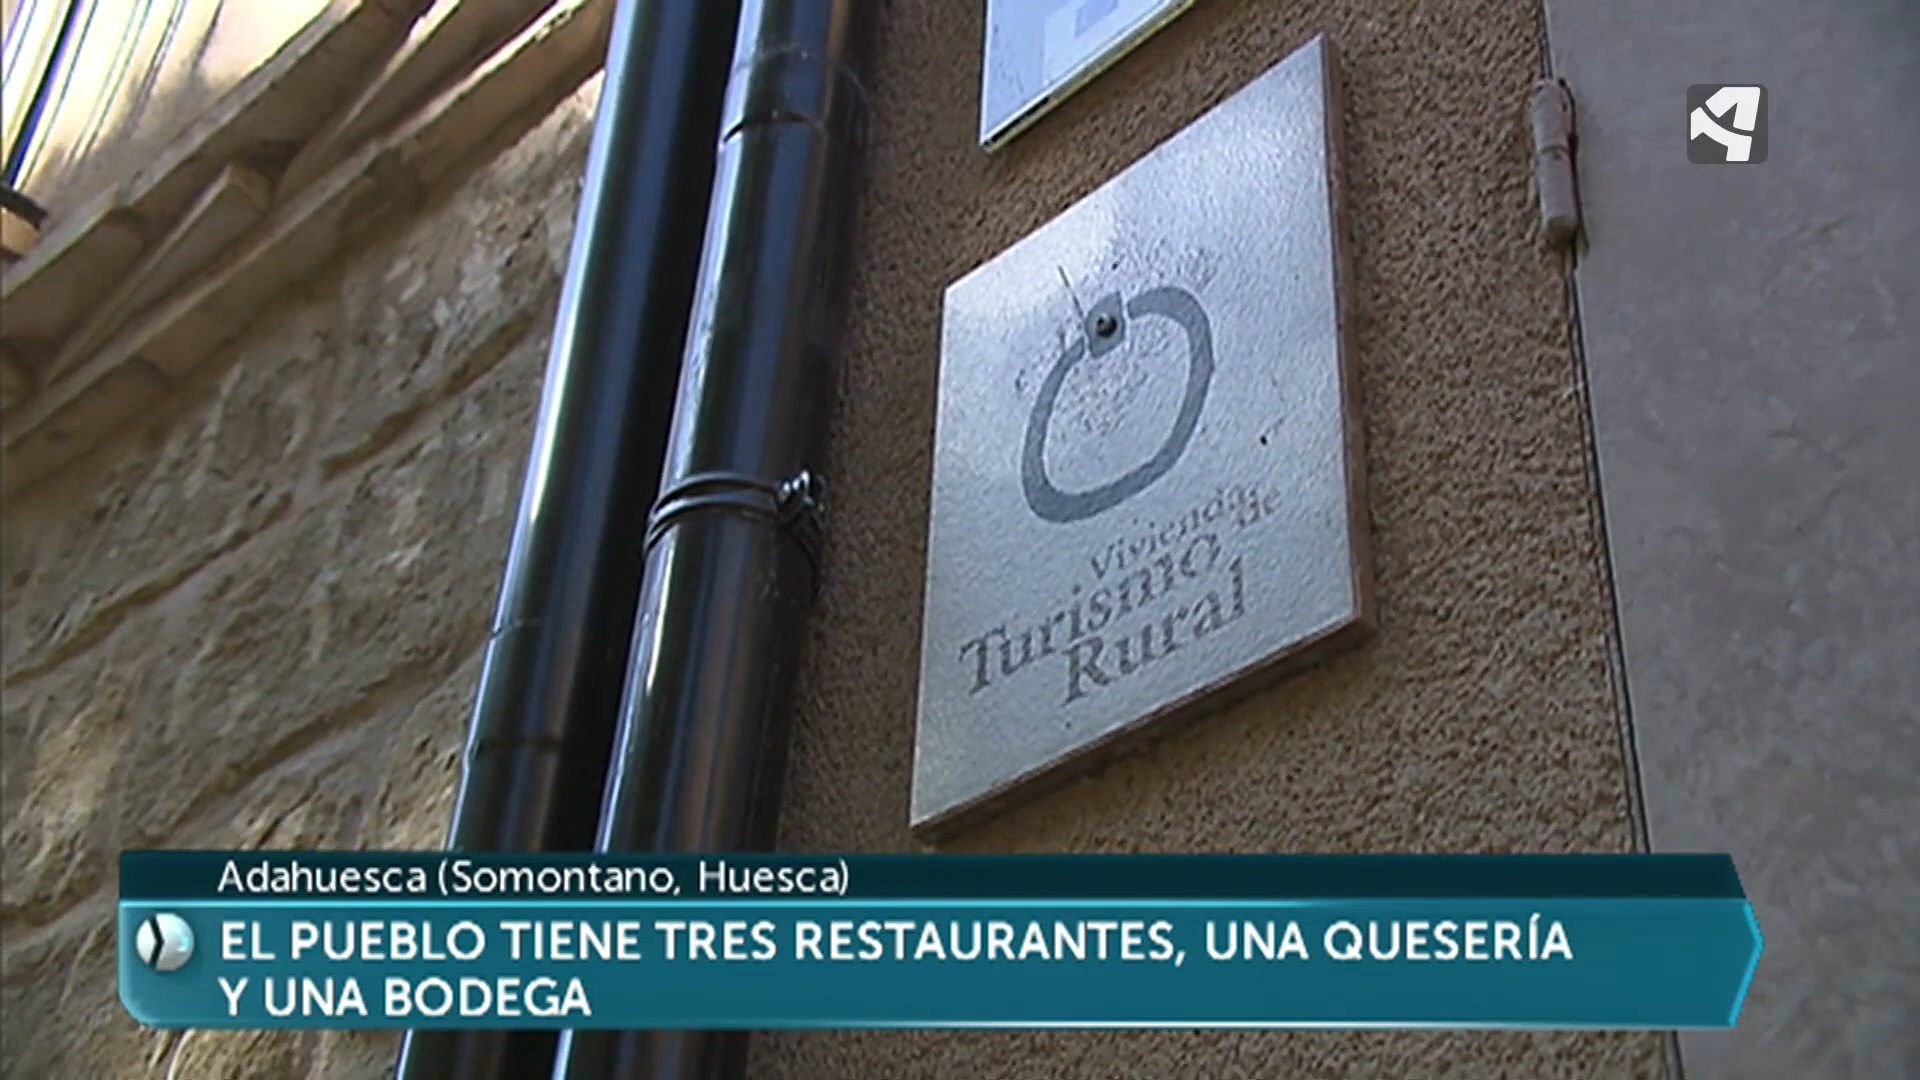 Vivienda de
Turismo
Rural
Adahuesca (Somontano, Huesca)
EL PUEBLO TIENE TRES RESTAURANTES, UNA QUESERÍA
Y UNA BODEGA